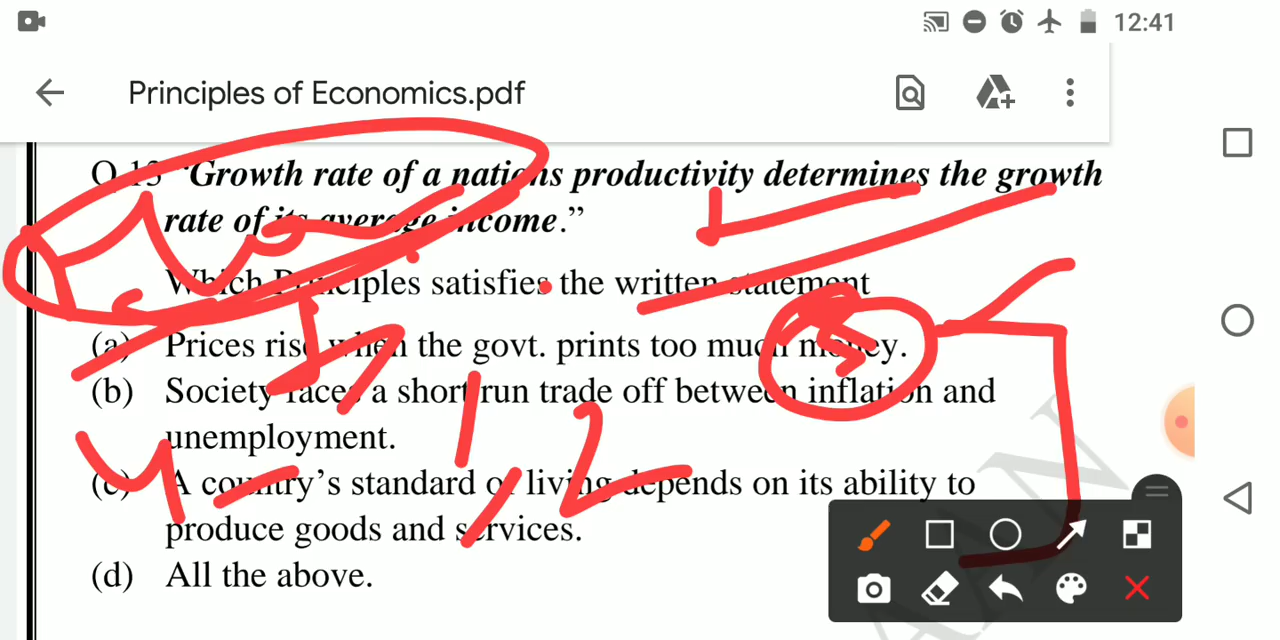 12:41
Principles of Economics.pdf
Q.15 "Growth rate of a nations productivity determines the growth
rate of its average income."
Which Principles satisfies the written statement
(a) Prices rise when the govt. prints too much money.
(b) Society faces a short run trade off between inflation and
unemployment.
(c) A country's standard of living depends on its ability to
produce goods and services.
(d) All the above.